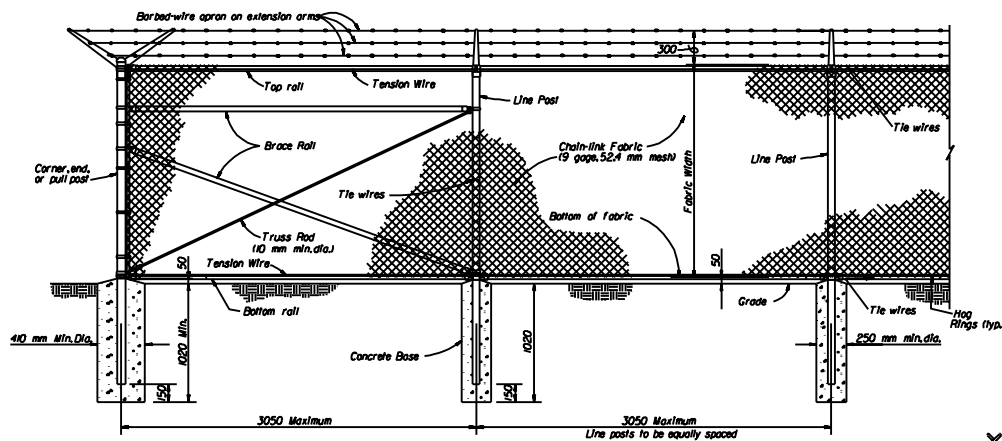 Barbed-wire apron on extension arms
300
Top rail
Tension Wire
Line Post
Tie wires
Brace Rail
Chain-link Fabric
(9 gage, 52.4 mm mesh)
Line Post
Corner, end,
or pull post
Tie wires
Fabric Width
Truss Rod
(10 mm min. dia.)
Bottom of fabric
50
Tension Wire
50
Bottom rail
Grade
Tie wires
Hog
Rings (typ.
410 mm Min. Dia.
1020 Min.
Concrete Base
1020
250 mm min. dia.
150
150
3050 Maximum
3050 Maximum
Line posts to be equally spaced